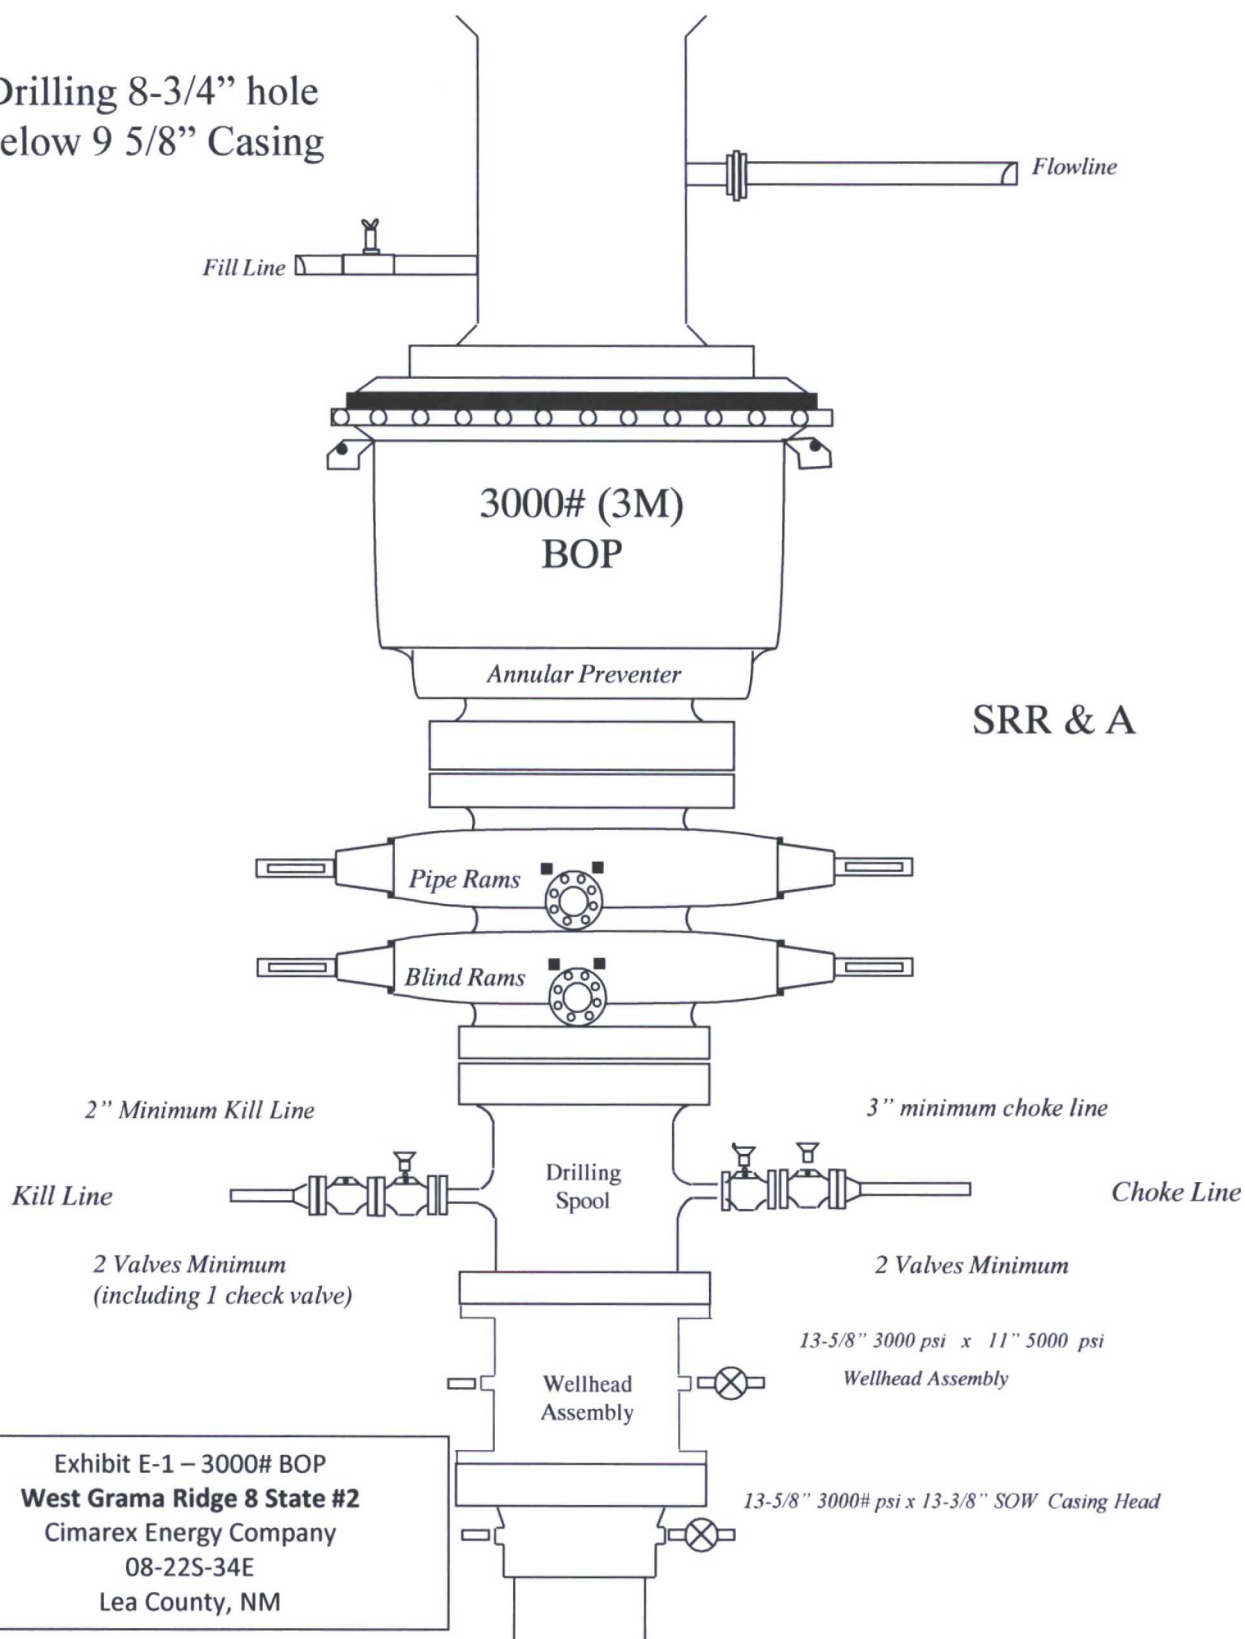 Drilling 8-3/4” hole
elow 9 5/8” Casing
Flowline
Fill Line
3000# (3M)
BOP
Annular Preventer
SRR & A
Pipe Rams
Blind Rams
2” Minimum Kill Line
3” minimum choke line
Drilling
Spool
Kill Line
Choke Line
2 Valves Minimum
(including 1 check valve)
2 Valves Minimum
13-5/8” 3000 psi x 11” 5000 psi
Wellhead Assembly
Wellhead
Assembly
Exhibit E-1 – 3000# BOP
West Grama Ridge 8 State #2
Cimarex Energy Company
08-22S-34E
Lea County, NM
13-5/8” 3000# psi x 13-3/8” SOW Casing Head